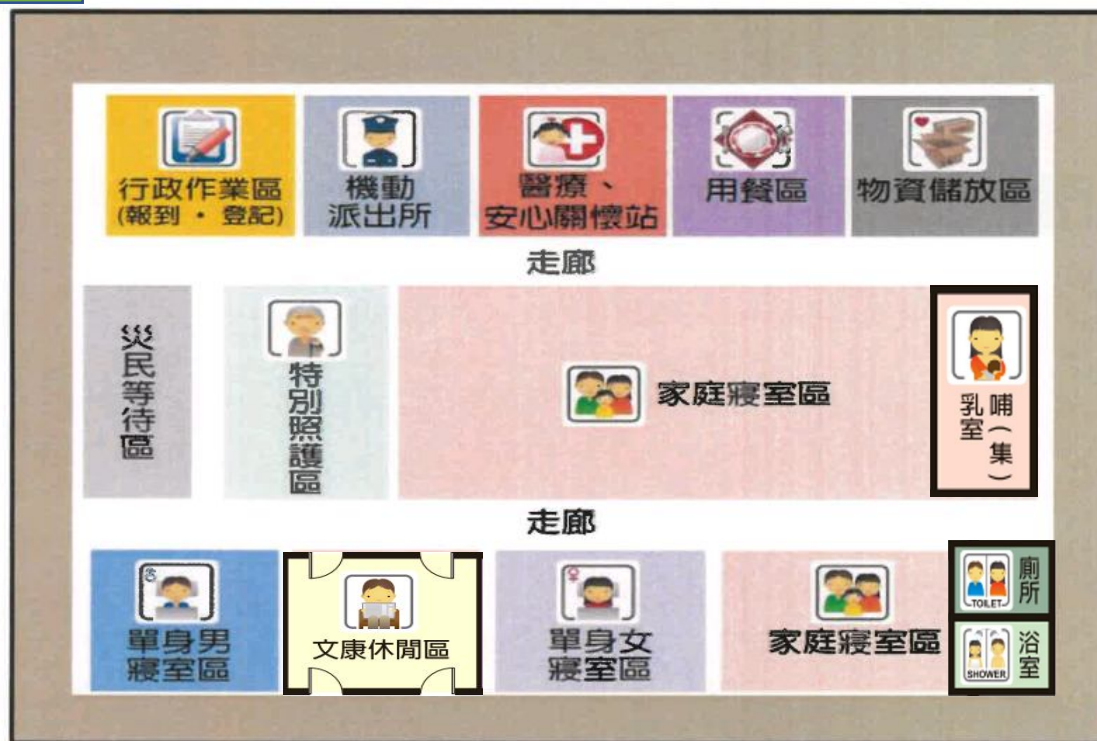 行政作業區
(報到・登記)
機動
派出所
醫療、
安心關懷站
用餐區
物資儲放區
走廊
災民等待區
特別照護區
家庭寢室區
哺(集)
乳室
走廊
單身男
寢室區
文康休閒區
單身女
寢室區
家庭寢室區
TOILET
廁所
SHOWER
浴室